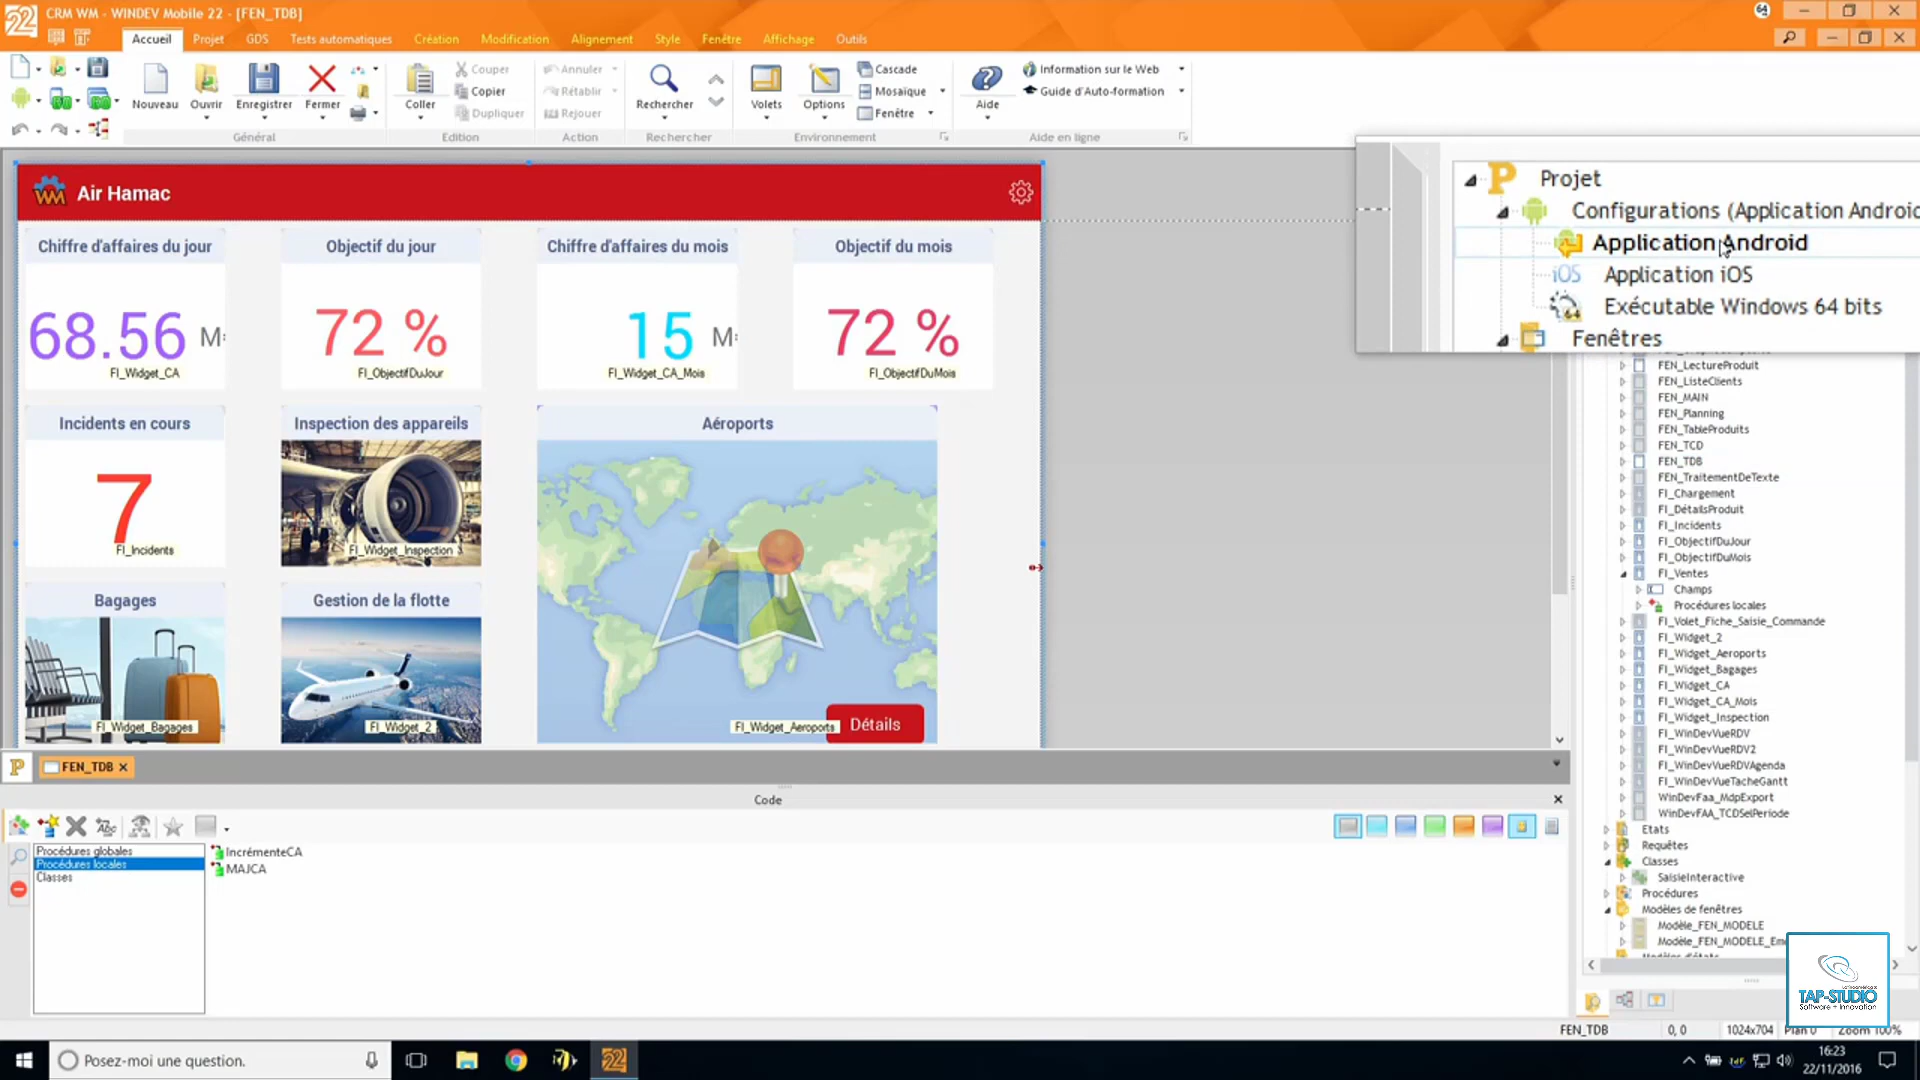 CRM WM - WINDEV Mobile 22 - [FEN_TDB]
64
Accueil Projet GDS Tests automatiques Création Modification Alignement Style Fenêtre Affichage Outils
Nouveau Ouvrir Enregistrer Fermer
Coller Couper Copier Dupliquer
Annuler Rétablir Rejouer
Rechercher
Volets Options Cascade Mosaïque Fenêtre
Aide Information sur le Web
Guide d'Auto-formation
Général Edition Action Rechercher Environnement Aide en ligne
Air Hamac
Chiffre d'affaires du jour
68.56 M
FI_Widget_CA
Objectif du jour
72 %
FI_ObjectifDuJour
Chiffre d'affaires du mois
15 M
FI_Widget_CA_Mois
Objectif du mois
72 %
FI_ObjectifDuMois
Incidents en cours
7
FI_Incidents
Inspection des appareils
FI_Widget_Inspection
Aéroports
FI_Widget_Aeroports
Détails
Bagages
FI_Widget_Bagages
Gestion de la flotte
FI_Widget_2
Projet
Configurations (Application Android
Application Android
iOS Application iOS
64 Exécutable Windows 64 bits
Fenêtres
FEN_LectureProduit
FEN_ListeClients
FEN_MAIN
FEN_Planning
FEN_TableProduits
FEN_TCD
FEN_TDB
FEN_TraitementDeTexte
FI_Chargement
FI_DétailsProduit
FI_Incidents
FI_ObjectifDuJour
FI_ObjectifDuMois
FI_Ventes
Champs
Procédures locales
FI_Volet_Fiche_Saisie_Commande
FI_Widget_2
FI_Widget_Aeroports
FI_Widget_Bagages
FI_Widget_CA
FI_Widget_CA_Mois
FI_Widget_Inspection
FI_WinDevVueRDV
FI_WinDevVueRDV2
FI_WinDevVueRDVAgenda
FI_WinDevVueTacheGantt
WinDevFaa_MdpExport
WinDevFAA_TCDSelPeriode
Etats
Requêtes
Classes
SaisieInteractive
Procédures
Modèles de fenêtres
Modèle_FEN_MODELE
Modèle_FEN_MODELE_Em
FEN_TDB
Code
Procédures globales
Procédures locales
Classes
IncrémenteCA
MAJCA
TAP-STUDIO
Software + Innovation
FEN_TDB 0, 0 1024x704 Plan 0 Zoom 100%
Posez-moi une question.
16:23
22/11/2016